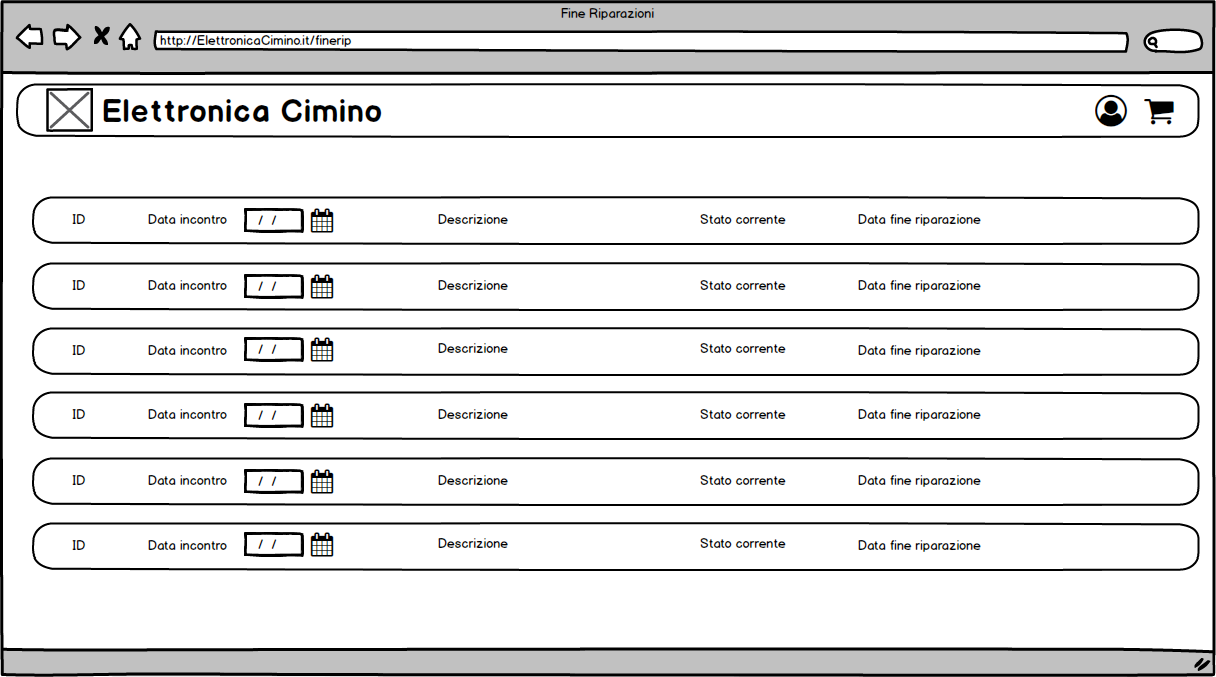 Fine Riparazioni
http://ElettronicaCimino.it/finerip
Elettronica Cimino
ID Data incontro / / Descrizione Stato corrente Data fine riparazione
ID Data incontro / / Descrizione Stato corrente Data fine riparazione
ID Data incontro / / Descrizione Stato corrente Data fine riparazione
ID Data incontro / / Descrizione Stato corrente Data fine riparazione
ID Data incontro / / Descrizione Stato corrente Data fine riparazione
ID Data incontro / / Descrizione Stato corrente Data fine riparazione